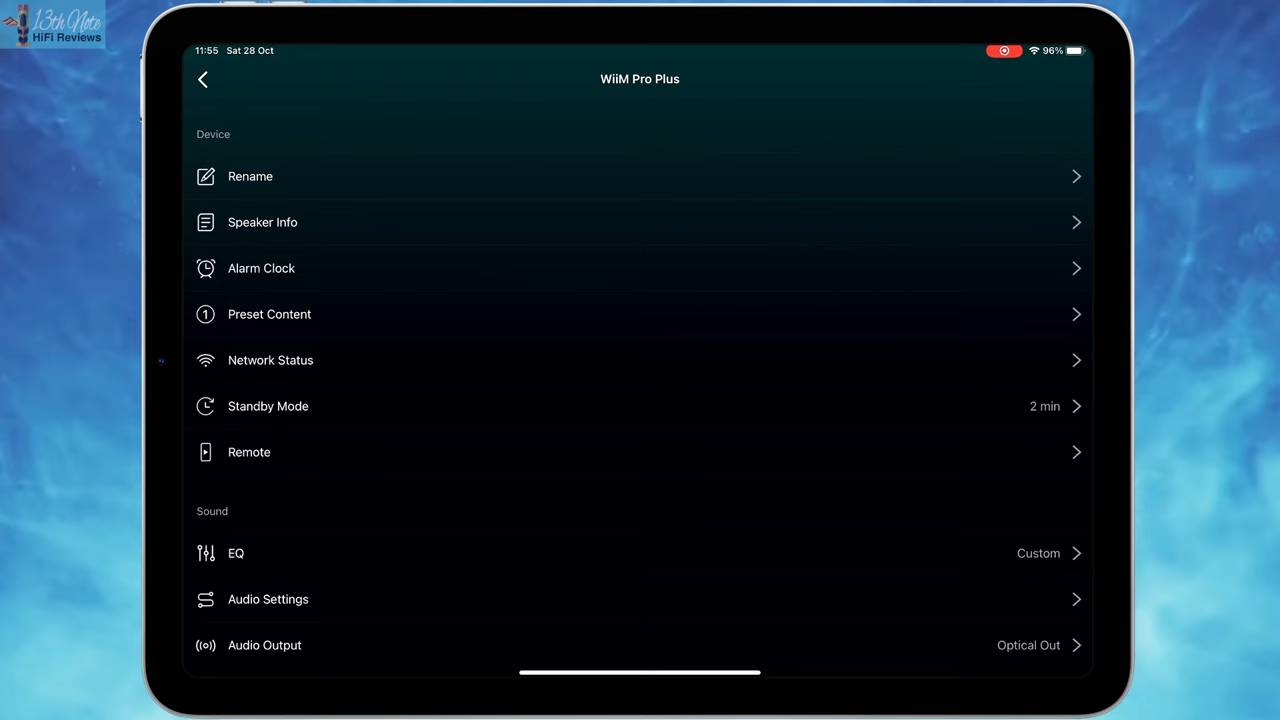 13th Note
HiFi Reviews
11:55 Sat 28 Oct
96%
WiiM Pro Plus
Device
Rename
Speaker Info
Alarm Clock
1 Preset Content
Network Status
Standby Mode 2 min
Remote
Sound
EQ Custom
Audio Settings
Audio Output Optical Out